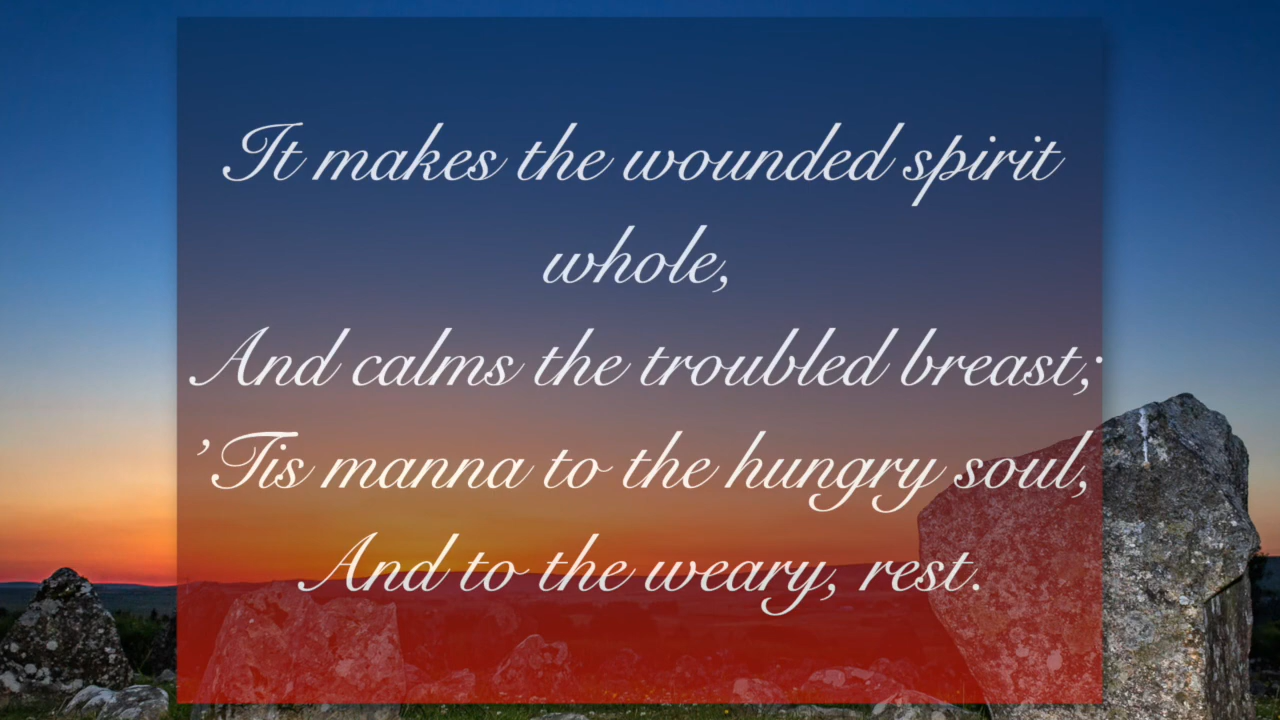 It makes the wounded spirit
whole,
And calms the troubled breast;
’Tis manna to the hungry soul,
And to the weary, rest.